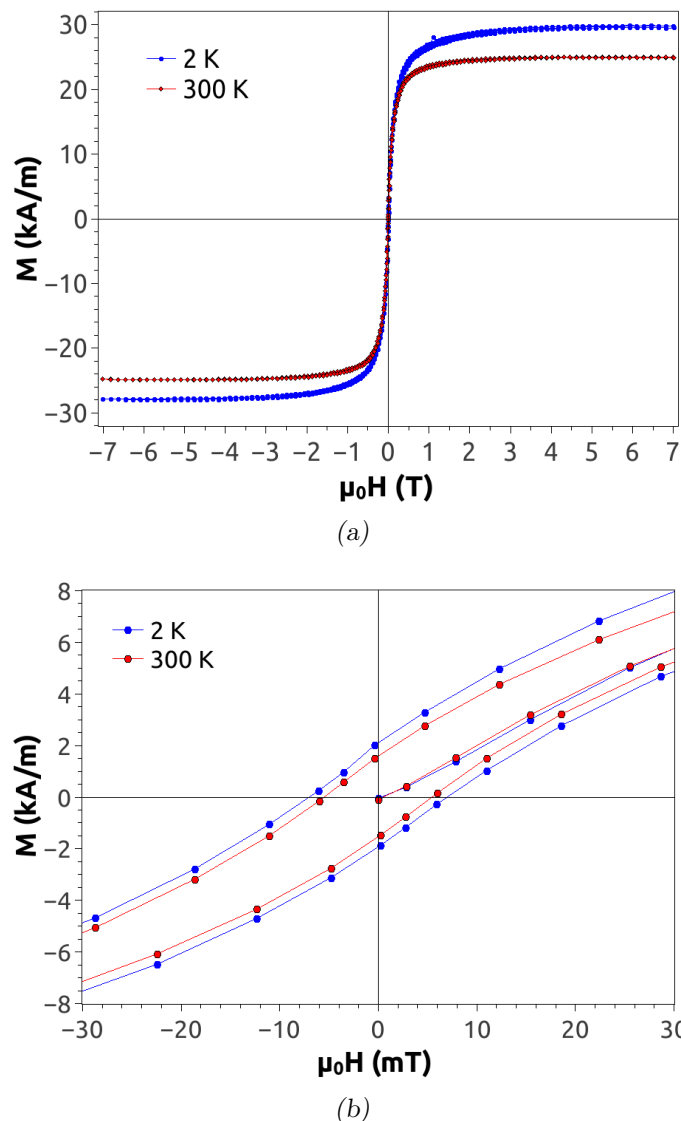 30
20
10
0
−10
−20
−30
M (kA/m)
2 K
300 K
−7 −6 −5 −4 −3 −2 −1 0 1 2 3 4 5 6 7
μ₀H (T)
(a)
8
6
4
2
0
−2
−4
−6
−8
M (kA/m)
2 K
300 K
−30 −20 −10 0 10 20 30
μ₀H (mT)
(b)